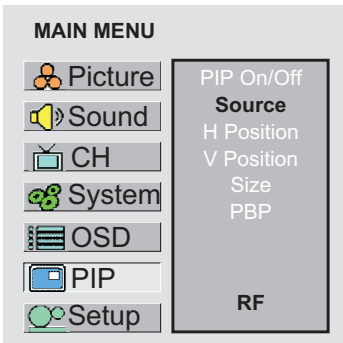 MAIN MENU
Picture
Sound
CH
System
OSD
PIP
Setup
PIP On/Off
Source
H Position
V Position
Size
PBP
RF